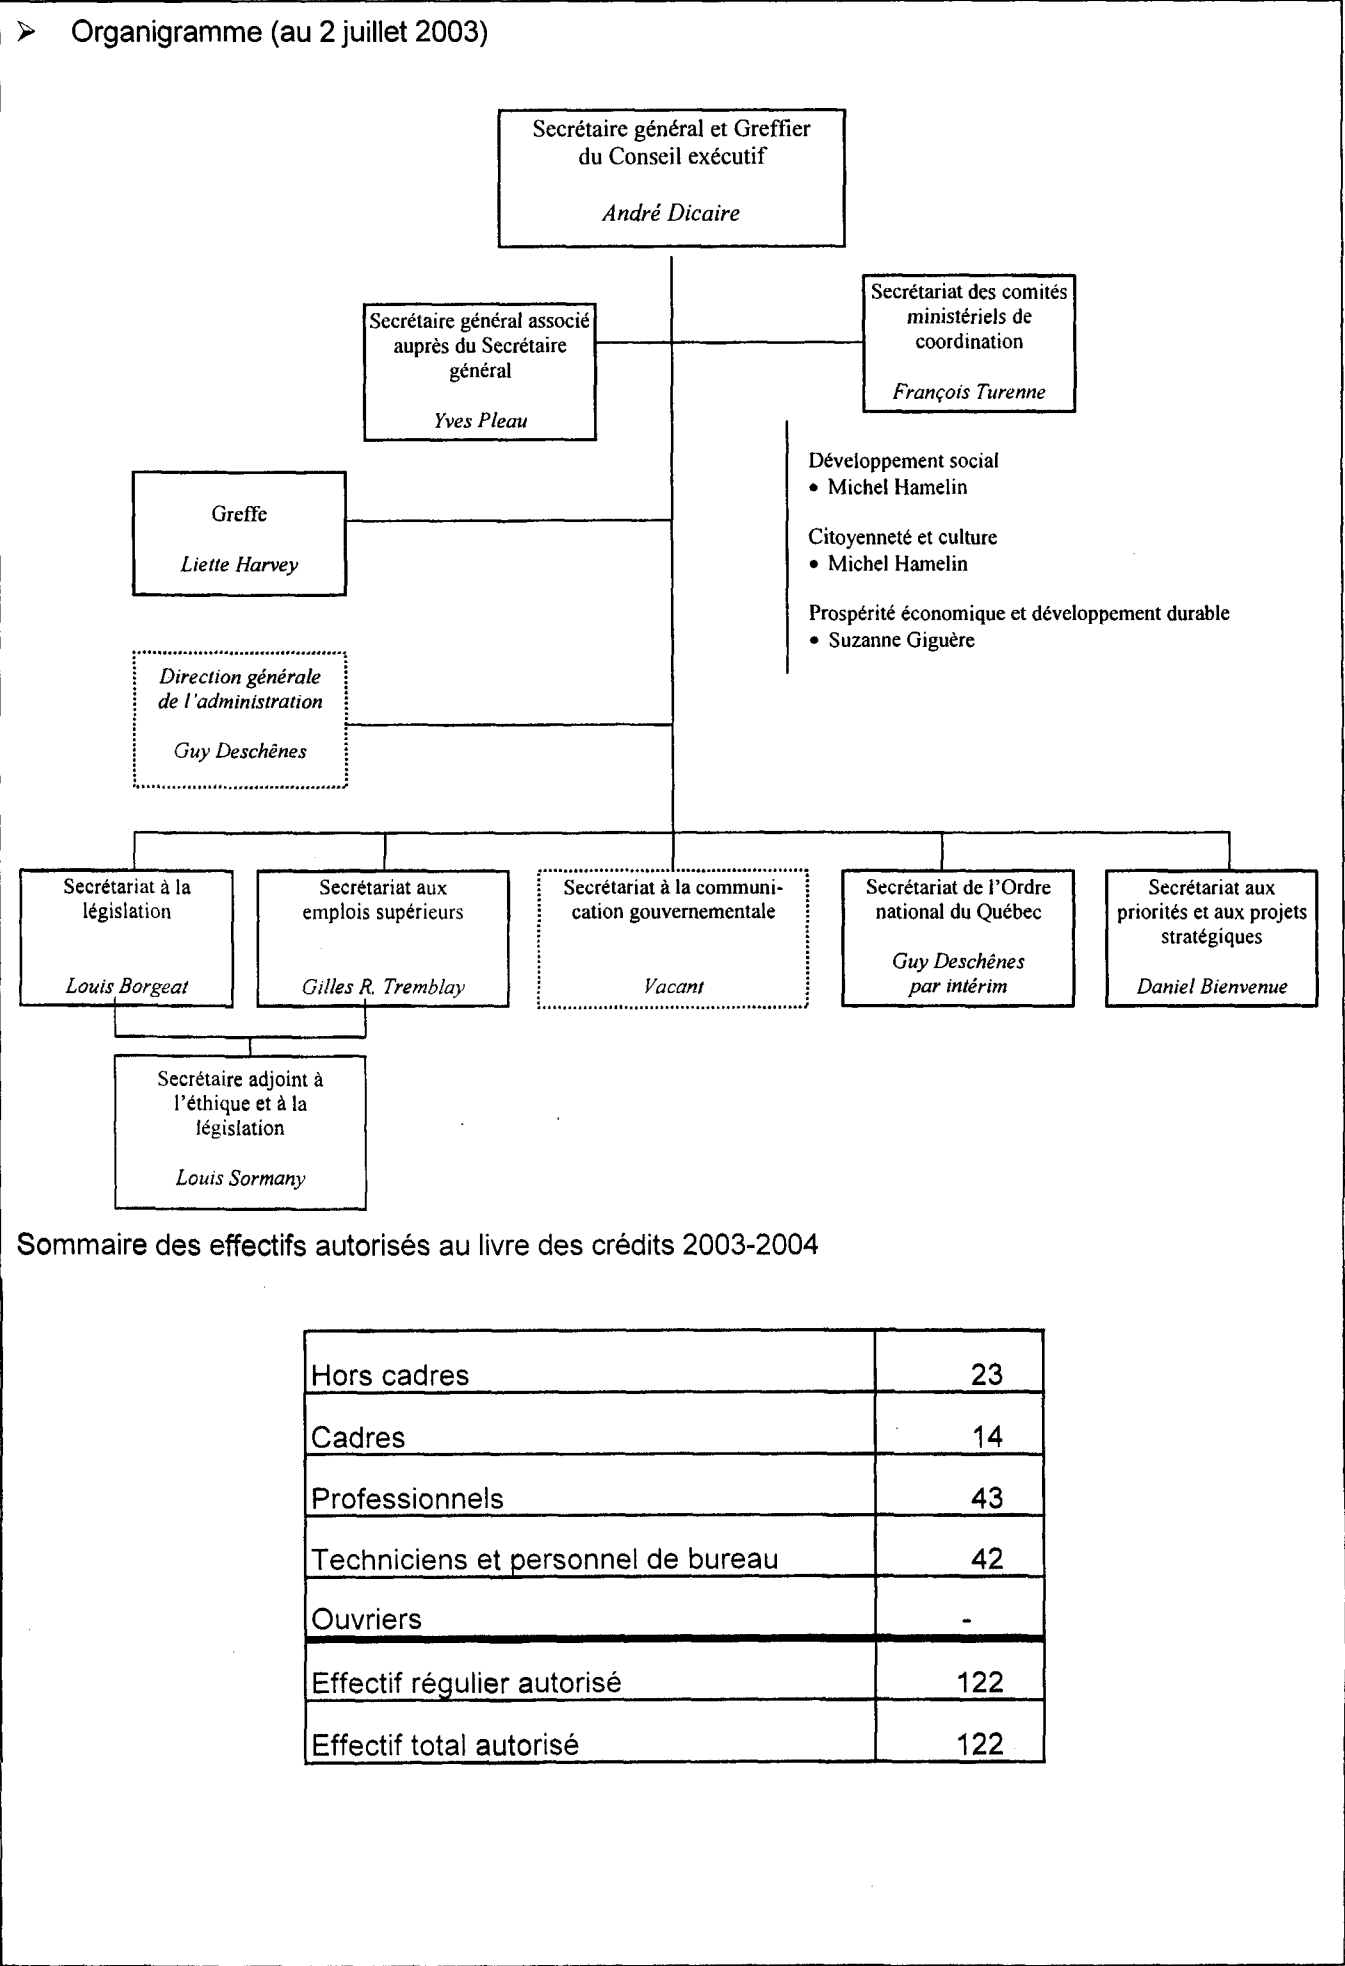 ➢ Organigramme (au 2 juillet 2003)
Secrétaire général et Greffier
du Conseil exécutif
André Dicaire
Secrétaire général associé
auprès du Secrétaire
général
Yves Pleau
Secrétariat des comités
ministériels de
coordination
François Turenne
Développement social
• Michel Hamelin
Citoyenneté et culture
• Michel Hamelin
Prospérité économique et développement durable
• Suzanne Giguère
Greffe
Liette Harvey
Direction générale
de l'administration
Guy Deschênes
Secrétariat à la
législation
Louis Borgeat
Secrétariat aux
emplois supérieurs
Gilles R. Tremblay
Secrétariat à la communi-
cation gouvernementale
Vacant
Secrétariat de l'Ordre
national du Québec
Guy Deschênes
par intérim
Secrétariat aux
priorités et aux projets
stratégiques
Daniel Bienvenue
Secrétaire adjoint à
l'éthique et à la
législation
Louis Sormany
Sommaire des effectifs autorisés au livre des crédits 2003-2004
Hors cadres 23
Cadres 14
Professionnels 43
Techniciens et personnel de bureau 42
Ouvriers -
Effectif régulier autorisé 122
Effectif total autorisé 122